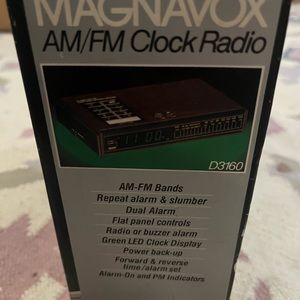 MAGNAVOX
AM/FM Clock Radio
11:00
D3160
AM-FM Bands
Repeat alarm & slumber
Dual Alarm
Flat panel controls
Radio or buzzer alarm
Green LED Clock Display
Power back-up
Forward & reverse
time/alarm set
Alarm-On and PM Indicators